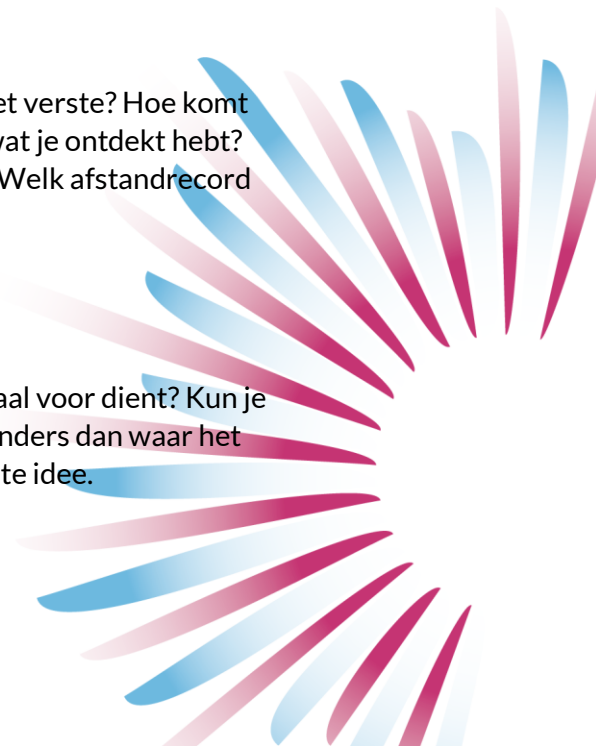 et verste? Hoe komt
vat je ontdekt hebt?
Welk afstandrecord
aal voor dient? Kun je
nders dan waar het
te idee.